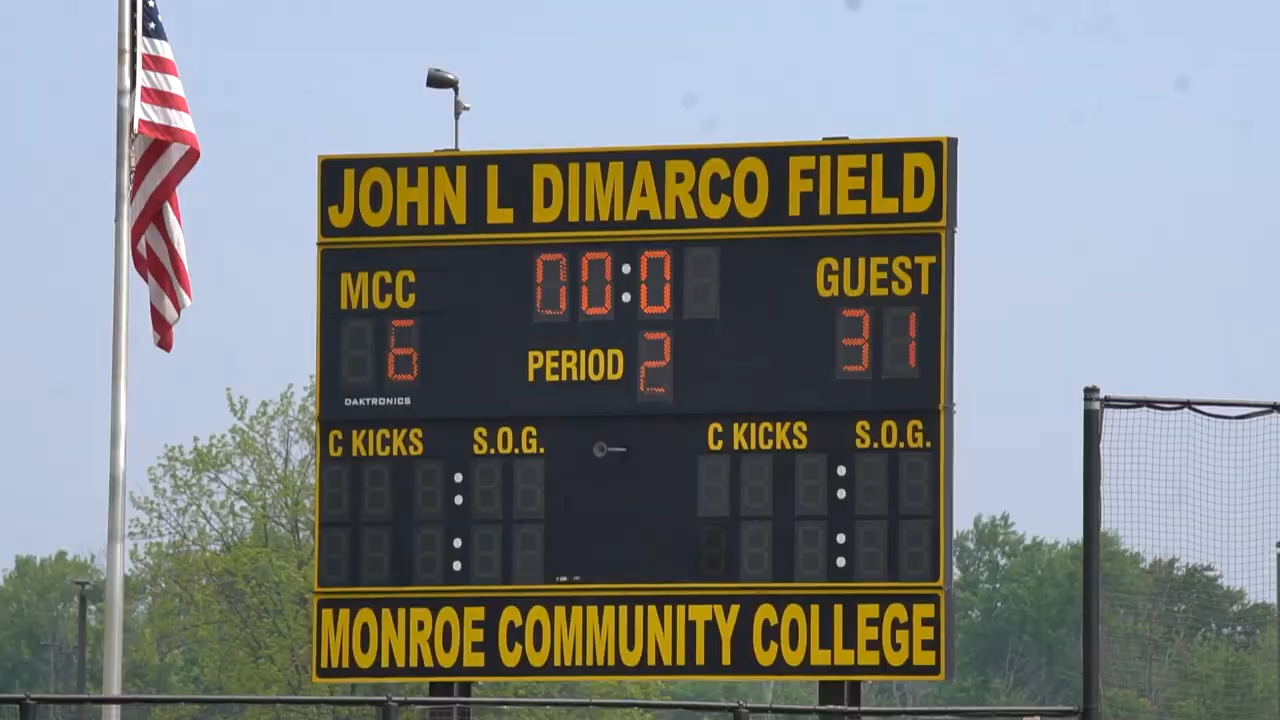 JOHN L DIMARCO FIELD
MCC 00:0 GUEST
6 PERIOD 2 31
DAKTRONICS
C KICKS S.O.G. C KICKS S.O.G.
MONROE COMMUNITY COLLEGE